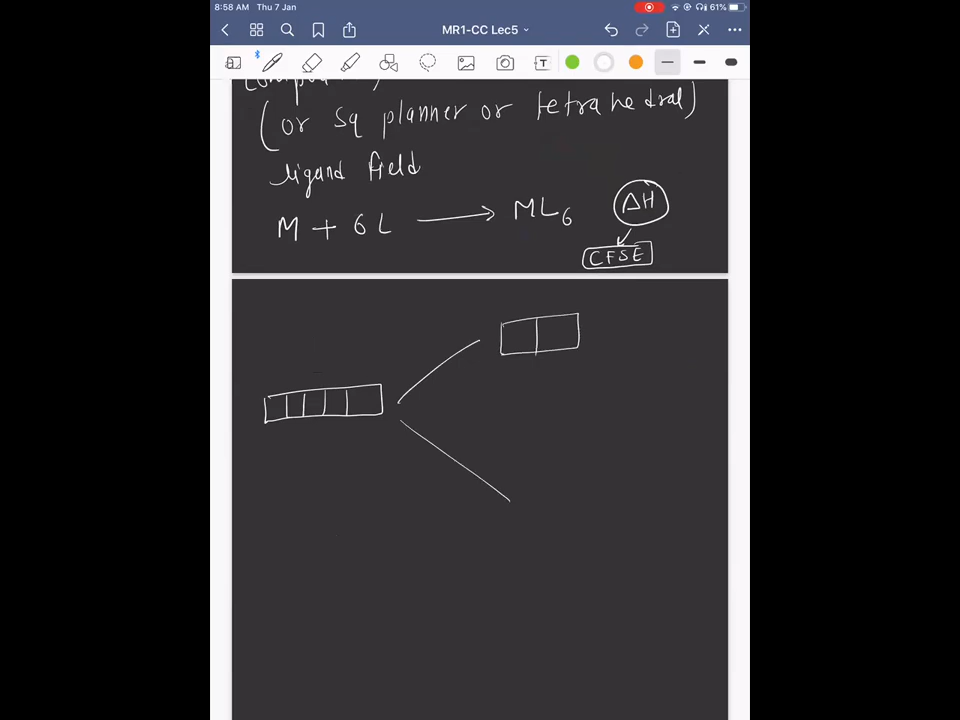 8:58 AM Thu 7 Jan
61%
MR1-CC Lec5
T
(or sq planner or tetrahedral)
ligand field
M + 6L ⟶ ML₆ ΔH
CFSE